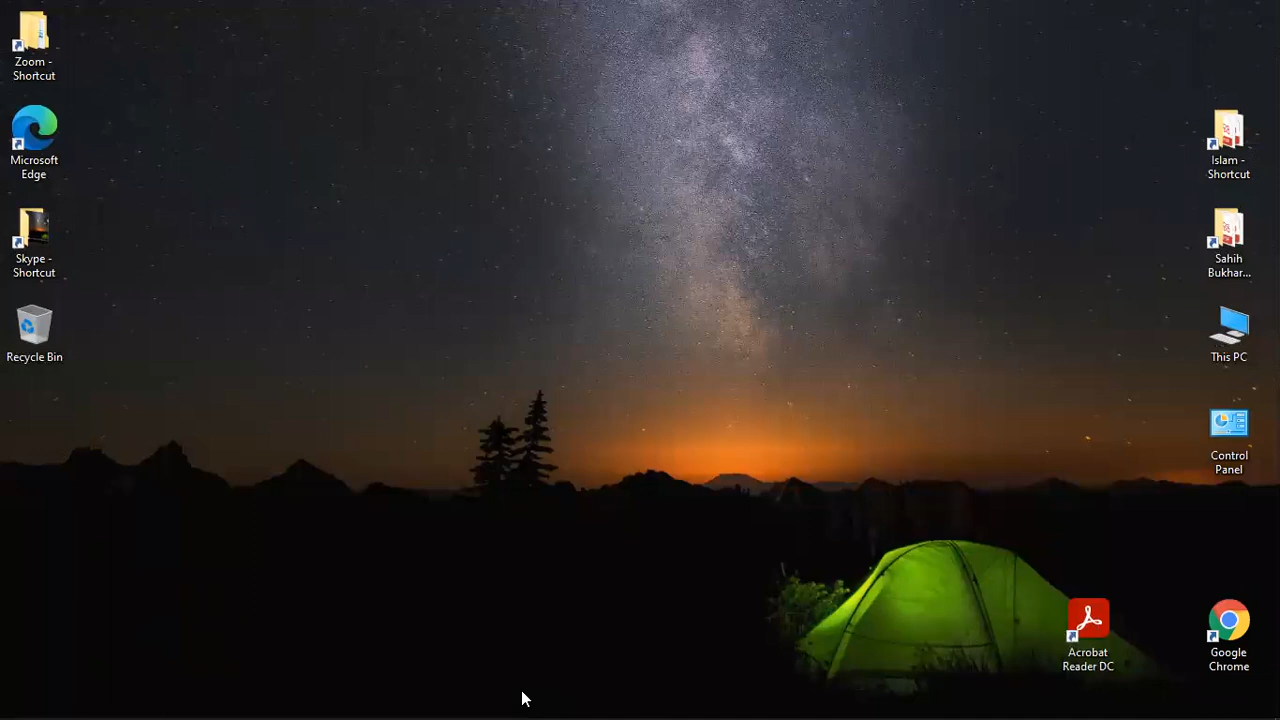 Zoom -
Shortcut
Microsoft
Edge
Skype -
Shortcut
Recycle Bin
Islam -
Shortcut
Sahih
Bukhar...
This PC
Control
Panel
Acrobat
Reader DC
Google
Chrome